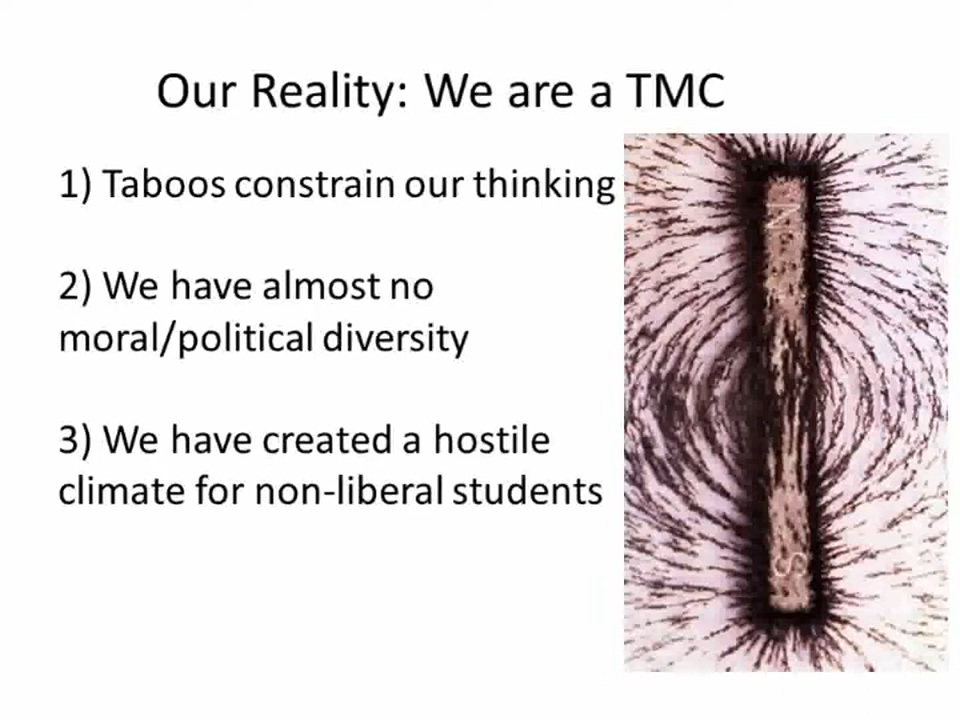 Our Reality: We are a TMC
1) Taboos constrain our thinking
2) We have almost no
moral/political diversity
3) We have created a hostile
climate for non-liberal students
N
S